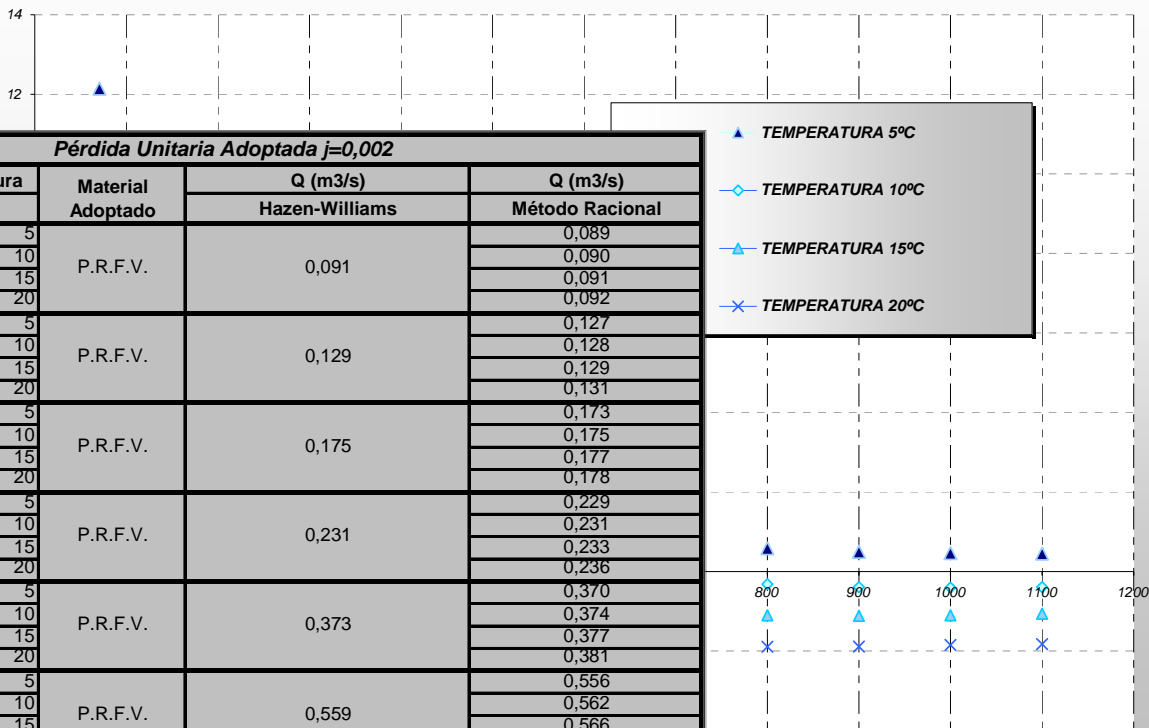 14
12
Pérdida Unitaria Adoptada j=0,002
Material Adoptado Q (m3/s) Q (m3/s)
Hazen-Williams Método Racional
5 P.R.F.V. 0,091 0,089
10 0,090
15 0,091
20 0,092
5 P.R.F.V. 0,129 0,127
10 0,128
15 0,129
20 0,131
5 P.R.F.V. 0,175 0,173
10 0,175
15 0,177
20 0,178
5 P.R.F.V. 0,231 0,229
10 0,231
15 0,233
20 0,236
5 P.R.F.V. 0,373 0,370
10 0,374
15 0,377
20 0,381
5 P.R.F.V. 0,559 0,556
10 0,562
15 0,566
TEMPERATURA 5ºC
TEMPERATURA 10ºC
TEMPERATURA 15ºC
TEMPERATURA 20ºC
800 900 1000 1100 1200